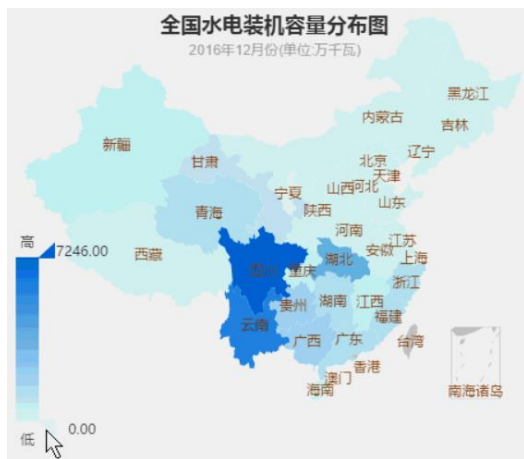 全国水电装机容量分布图
2016年12月份(单位:万千瓦)
黑龙江
内蒙古
吉林
新疆
甘肃
北京
辽宁
天津
宁夏
山西
河北
青海
陕西
山东
河南
高
7246.00
西藏
安徽
江苏
湖北
上海
四川
重庆
浙江
贵州
湖南
江西
云南
福建
广西
广东
台湾
香港
澳门
海南
南海诸岛
0.00
低